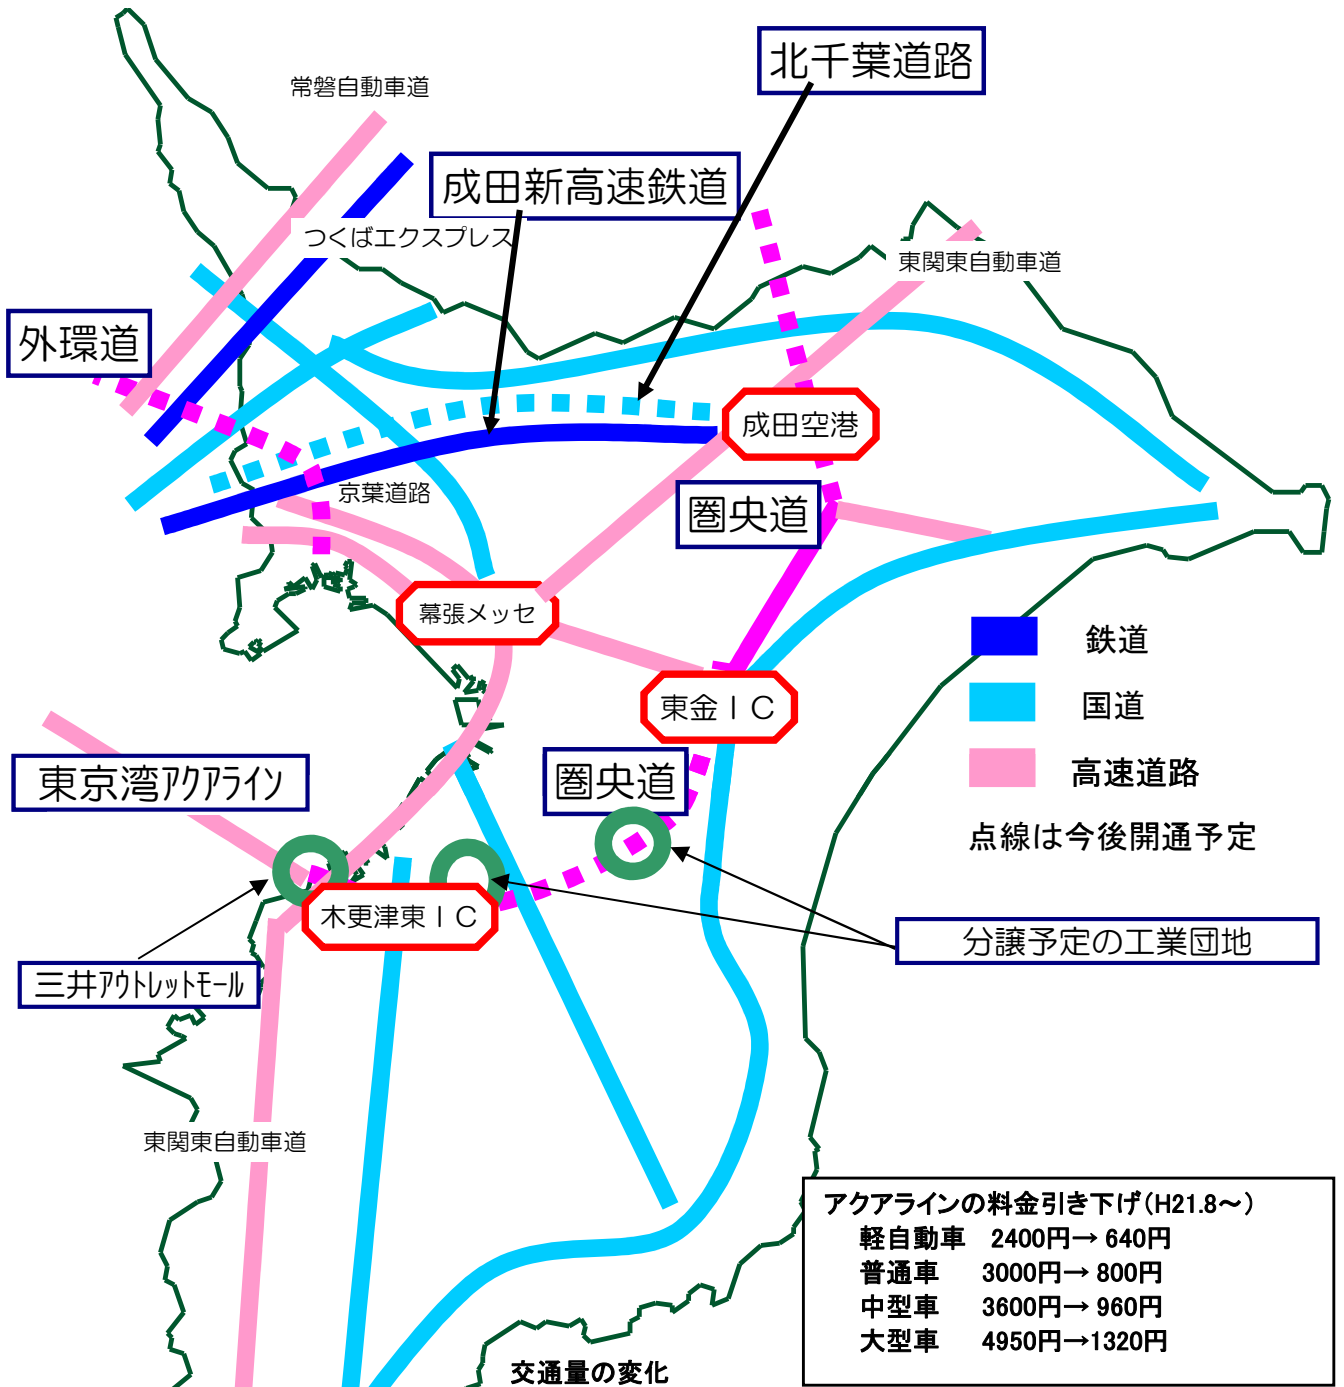 北千葉道路
常磐自動車道
成田新高速鉄道
つくばエクスプレス
東関東自動車道
外環道
成田空港
京葉道路
圏央道
幕張メッセ
鉄道
東金IC
国道
東京湾アクアライン
圏央道
高速道路
点線は今後開通予定
木更津東IC
分譲予定の工業団地
三井アウトレットモール
東関東自動車道
アクアラインの料金引き下げ(H21.8～)
軽自動車 2400円→ 640円
普通車 3000円→ 800円
中型車 3600円→ 960円
大型車 4950円→1320円
交通量の変化